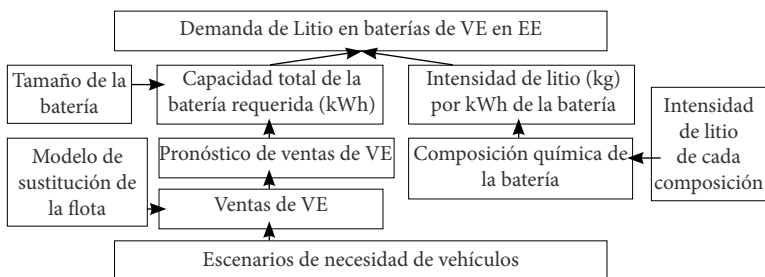 Demanda de Litio en baterías de VE en EE
Tamaño de la
batería
Capacidad total de la
batería requerida (kWh)
Intensidad de litio (kg)
por kWh de la batería
Intensidad
de litio
de cada
composición
Modelo de
sustitución de
la flota
Pronóstico de ventas de VE
Composición química de
la batería
Ventas de VE
Escenarios de necesidad de vehículos